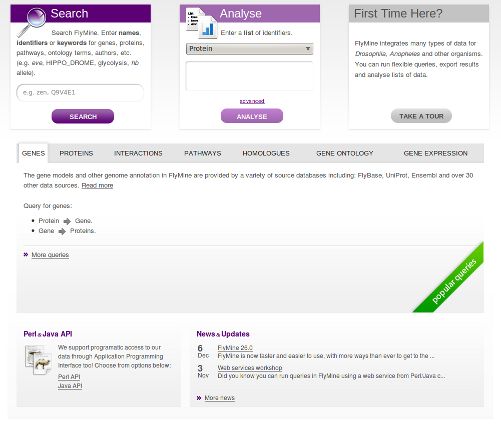 Search
Search FlyMine. Enter names,
identifiers or keywords for genes, proteins,
pathways, ontology terms, authors, etc.
(e.g. eve, HIPPO_DROME, glycolysis, hb
allele).
e.g. zen, Q9V4E1
SEARCH
Analyse
Enter a list of identifiers.
Protein
advanced
ANALYSE
First Time Here?
FlyMine integrates many types of data for
Drosophila, Anopheles and other organisms.
You can run flexible queries, export results
and analyse lists of data.
TAKE A TOUR
GENES PROTEINS INTERACTIONS PATHWAYS HOMOLOGUES GENE ONTOLOGY GENE EXPRESSION
The gene models and other genome annotation in FlyMine are provided by a variety of source databases including: FlyBase, UniProt, Ensembl and over 30
other data sources. Read more
Query for genes:
Protein ➔ Gene.
Gene ➔ Proteins.
» More queries
popular queries
Perl & Java API
We support programatic access to our
data through Application Programming
Interface too! Choose from options below:
Perl API
Java API
News & Updates
6 Dec FlyMine 26.0
FlyMine is now faster and easier to use, with more ways than ever to get to the ...
3 Nov Web services workshop
Did you know you can run queries in FlyMine using a web service from Perl/Java c...
» More news